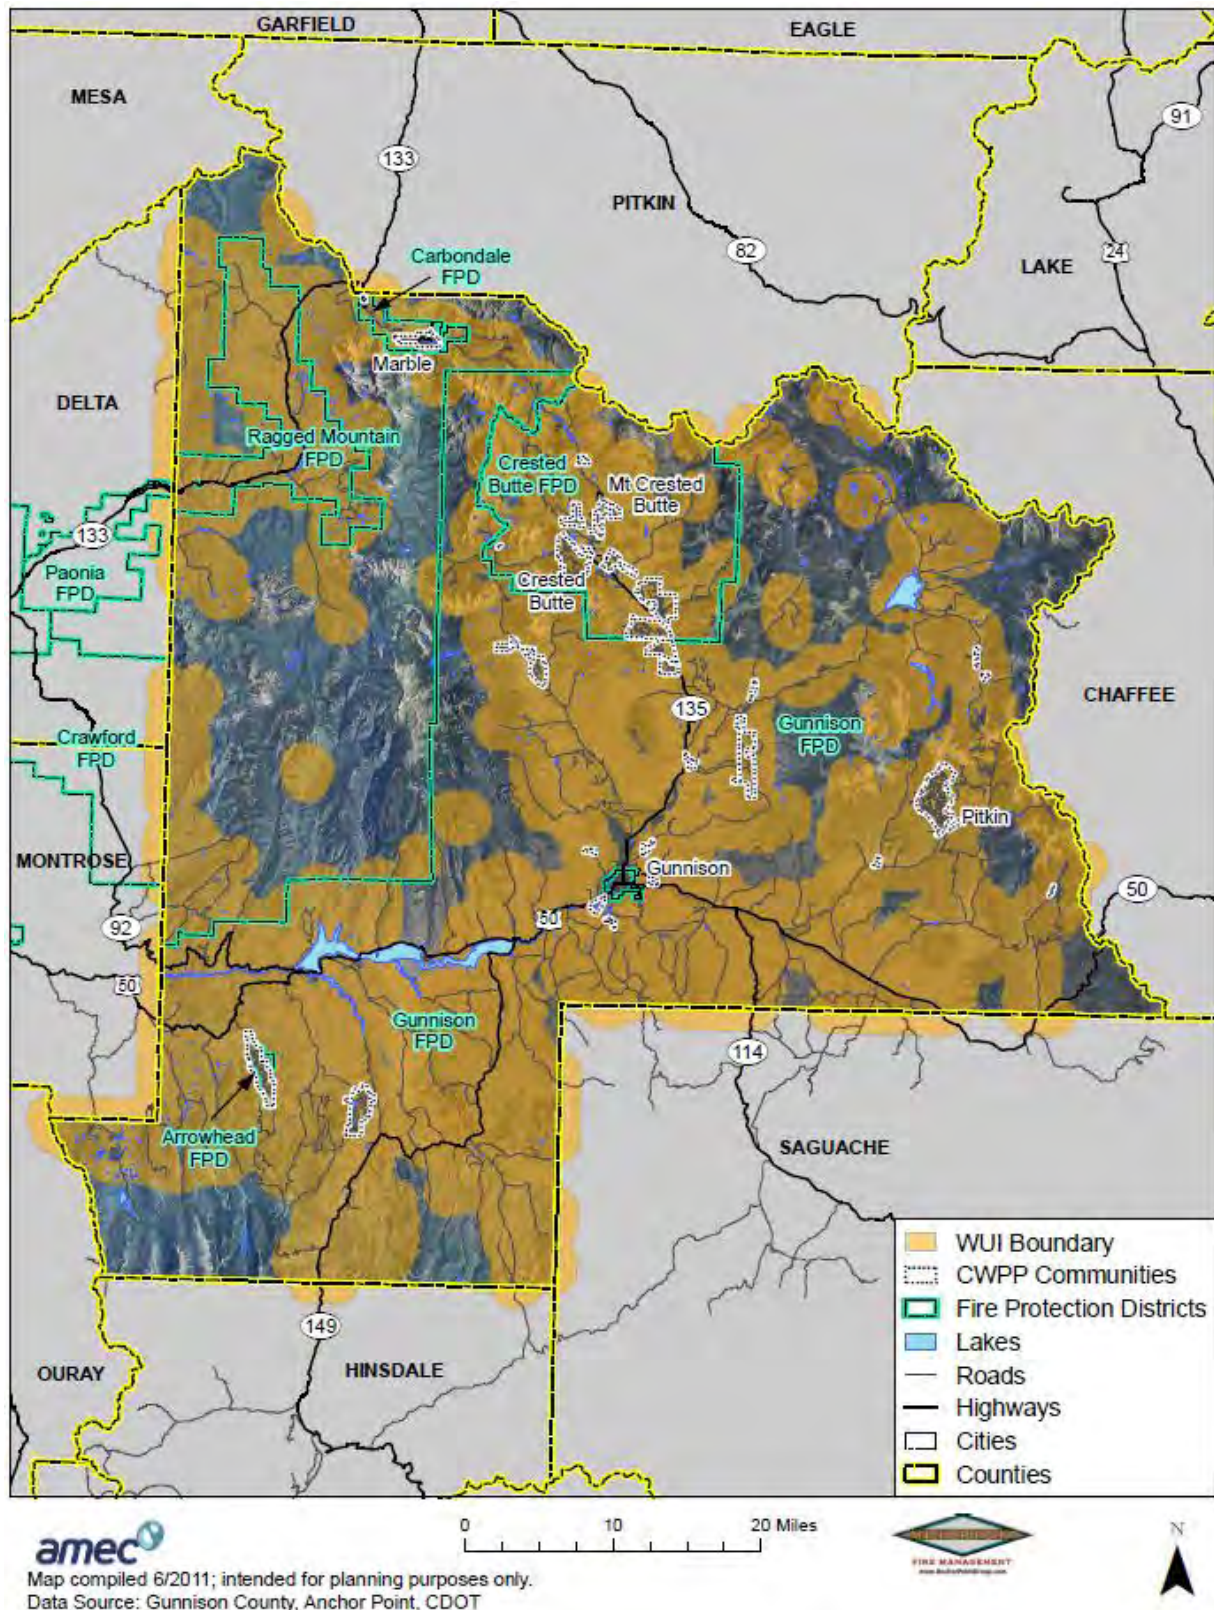 GARFIELD
EAGLE
MESA
91
133
PITKIN
82
24
LAKE
Carbondale
FPD
Marble
DELTA
Ragged Mountain
FPD
Crested
Butte FPD
Mt Crested
Butte
133
Paonia
FPD
Crested
Butte
CHAFFEE
135
Gunnison
FPD
Crawford
FPD
Pitkin
MONTROSE
Gunnison
50
92
50
50
Gunnison
FPD
114
Arrowhead
FPD
SAGUACHE
WUI Boundary
CWPP Communities
Fire Protection Districts
Lakes
Roads
Highways
Cities
Counties
149
OURAY
HINSDALE
0 10 20 Miles
amec
FIRE MANAGEMENT
N
Map compiled 6/2011; intended for planning purposes only.
Data Source: Gunnison County, Anchor Point, CDOT